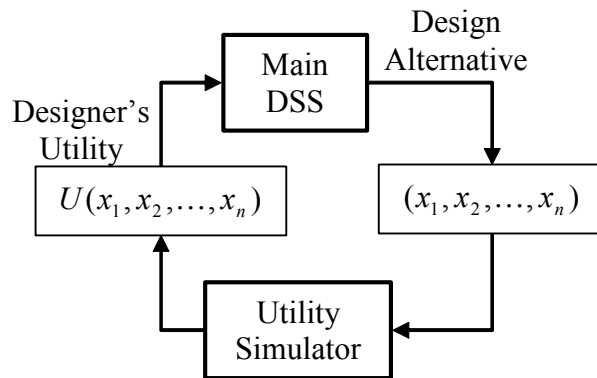 Design
Alternative
Main
DSS
Designer’s
Utility
U(x₁, x₂, …, xₙ)
(x₁, x₂, …, xₙ)
Utility
Simulator